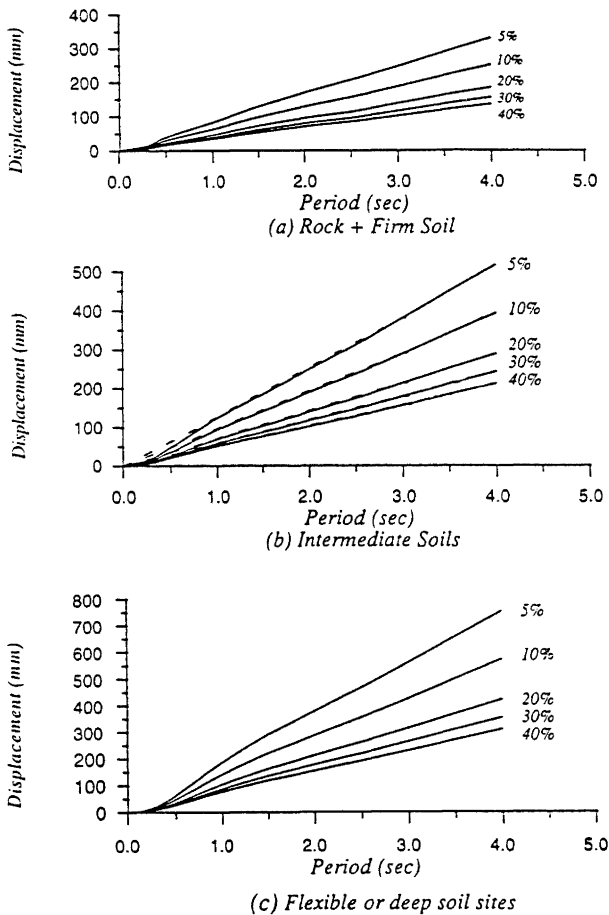 400
300
200
100
0
Displacement (mm)
5%
10%
20%
30%
40%
0.0 1.0 2.0 3.0 4.0 5.0
Period (sec)
(a) Rock + Firm Soil
500
400
300
200
100
0
Displacement (mm)
5%
10%
20%
30%
40%
0.0 1.0 2.0 3.0 4.0 5.0
Period (sec)
(b) Intermediate Soils
800
700
600
500
400
300
200
100
0
Displacement (mm)
5%
10%
20%
30%
40%
0.0 1.0 2.0 3.0 4.0 5.0
Period (sec)
(c) Flexible or deep soil sites